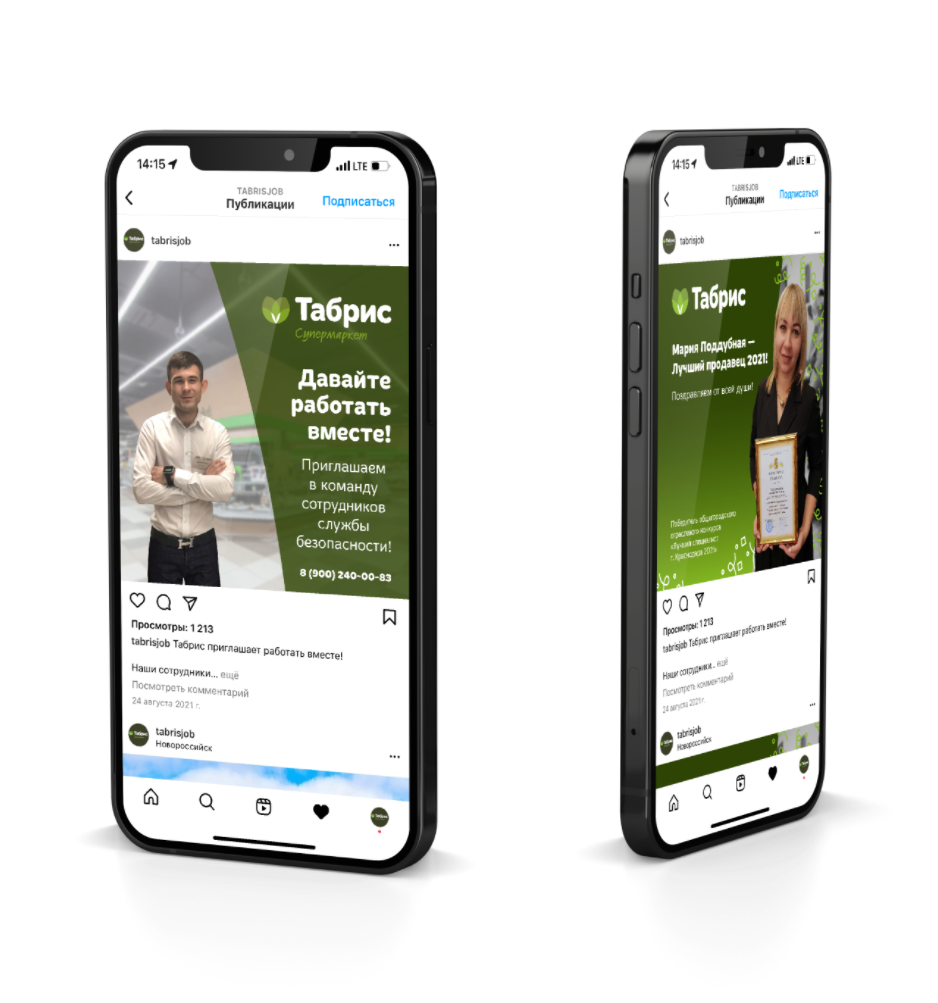 14:15
LTE
TABRISJOB
Публикации
Подписаться
tabrisjob
Табрис
Супермаркет
Давайте
работать
вместе!
Приглашаем
в команду
сотрудников
службы
безопасности!
8 (900) 240-00-83
Просмотры: 1 213
tabrisjob Табрис приглашает работать вместе!
Наши сотрудники... ещё
Посмотреть комментарий
24 августа 2021 г.
tabrisjob
Новороссийск
14:15
LTE
TABRISJOB
Публикации
Подписаться
tabrisjob
Табрис
Мария Поддубная —
Лучший продавец 2021!
Поздравляем от всей души!
Победитель общегородского
отраслевого конкурса
«Лучший специалист
г. Краснодара 2021»
Просмотры: 1 213
tabrisjob Табрис приглашает работать вместе!
Наши сотрудники... ещё
Посмотреть комментарий
24 августа 2021 г.
tabrisjob
Новороссийск